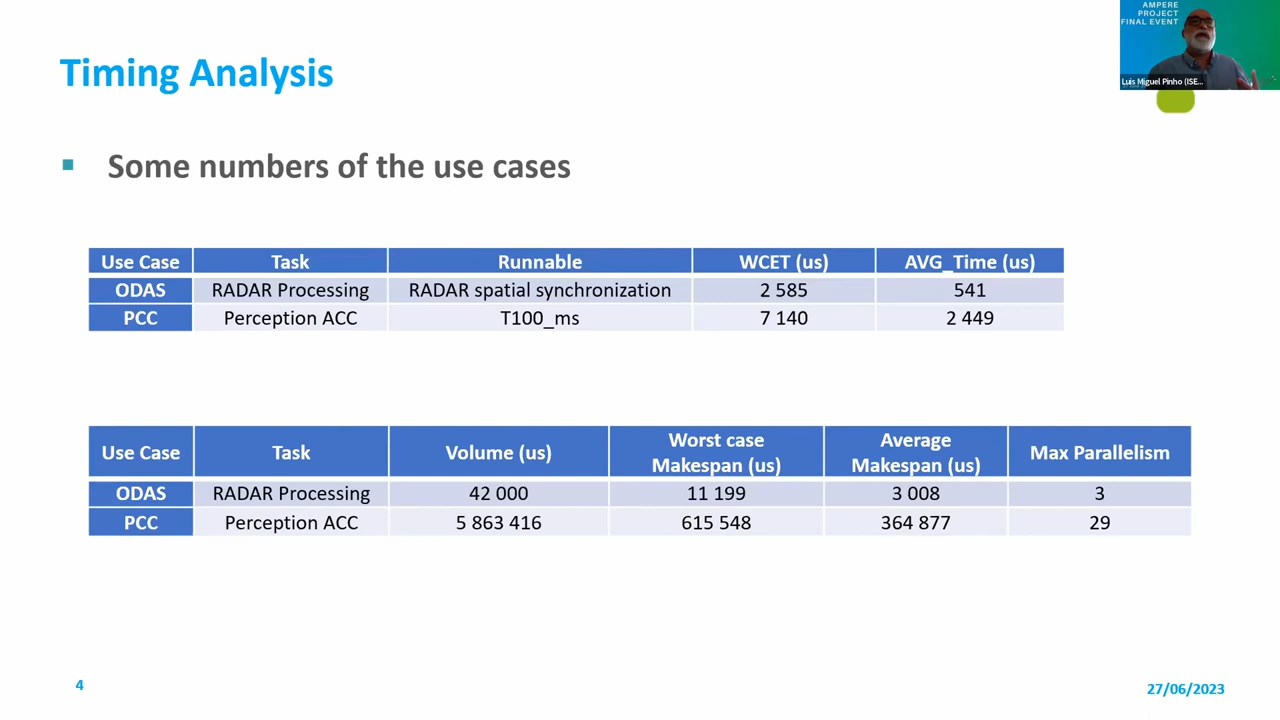 AMPERE
PROJECT
FINAL EVENT
Luis Miguel Pinho (ISE...
Timing Analysis
Some numbers of the use cases
Use Case Task Runnable WCET (us) AVG_Time (us)
ODAS RADAR Processing RADAR spatial synchronization 2 585 541
PCC Perception ACC T100_ms 7 140 2 449
Use Case Task Volume (us) Worst case Makespan (us) Average Makespan (us) Max Parallelism
ODAS RADAR Processing 42 000 11 199 3 008 3
PCC Perception ACC 5 863 416 615 548 364 877 29
4
27/06/2023